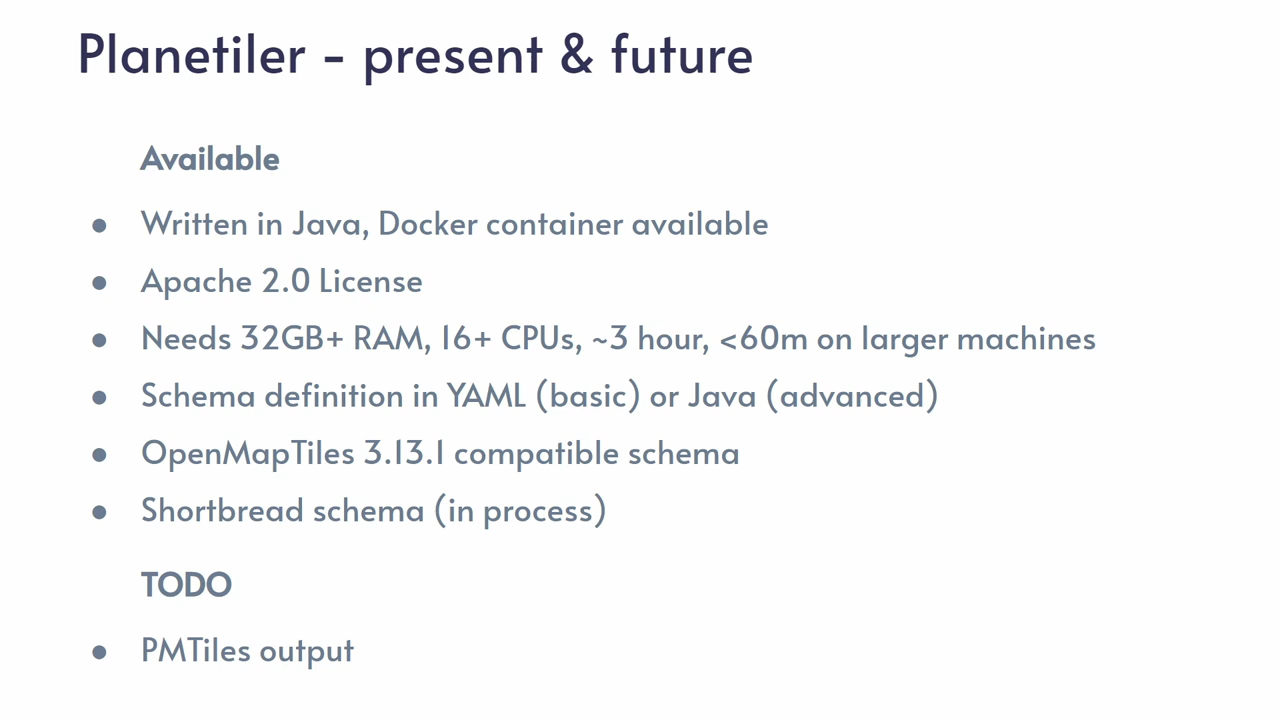 Planetiler - present & future
Available
● Written in Java, Docker container available
● Apache 2.0 License
● Needs 32GB+ RAM, 16+ CPUs, ~3 hour, <60m on larger machines
● Schema definition in YAML (basic) or Java (advanced)
● OpenMapTiles 3.13.1 compatible schema
● Shortbread schema (in process)
TODO
● PMTiles output